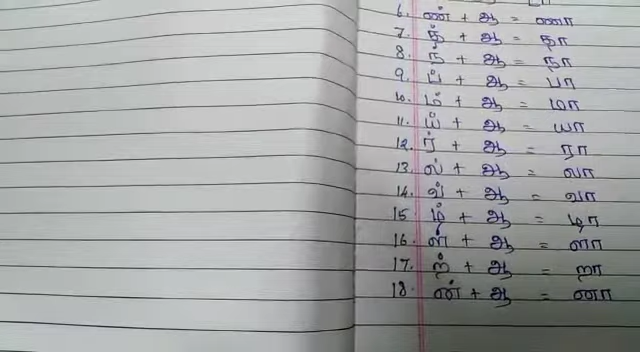 6. ண் + ஆ = ணா
7. த் + ஆ = தா
8. ந் + ஆ = நா
9. ப் + ஆ = பா
10. ம் + ஆ = மா
11. ய் + ஆ = யா
12. ர் + ஆ = ரா
13. ல் + ஆ = லா
14. வ் + ஆ = வா
15. ழ் + ஆ = ழா
16. ள் + ஆ = ளா
17. ற் + ஆ = றா
18. ன் + ஆ = னா